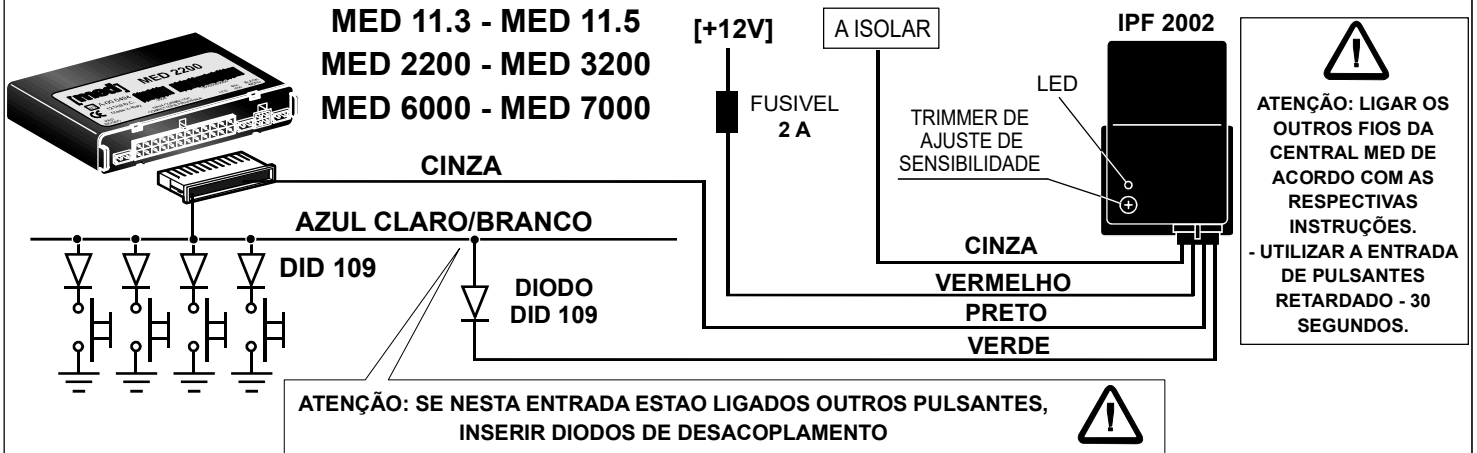 MED 11.3 - MED 11.5
MED 2200 - MED 3200
MED 6000 - MED 7000
[med]
MED 2200
[+12V]
A ISOLAR
IPF 2002
FUSIVEL
2 A
LED
TRIMMER DE
AJUSTE DE
SENSIBILIDADE
CINZA
AZUL CLARO/BRANCO
DID 109
DIODO
DID 109
CINZA
VERMELHO
PRETO
VERDE
ATENÇÃO: LIGAR OS
OUTROS FIOS DA
CENTRAL MED DE
ACORDO COM AS
RESPECTIVAS
INSTRUÇÕES.
- UTILIZAR A ENTRADA
DE PULSANTES
RETARDADO - 30
SEGUNDOS.
ATENÇÃO: SE NESTA ENTRADA ESTAO LIGADOS OUTROS PULSANTES,
INSERIR DIODOS DE DESACOPLAMENTO